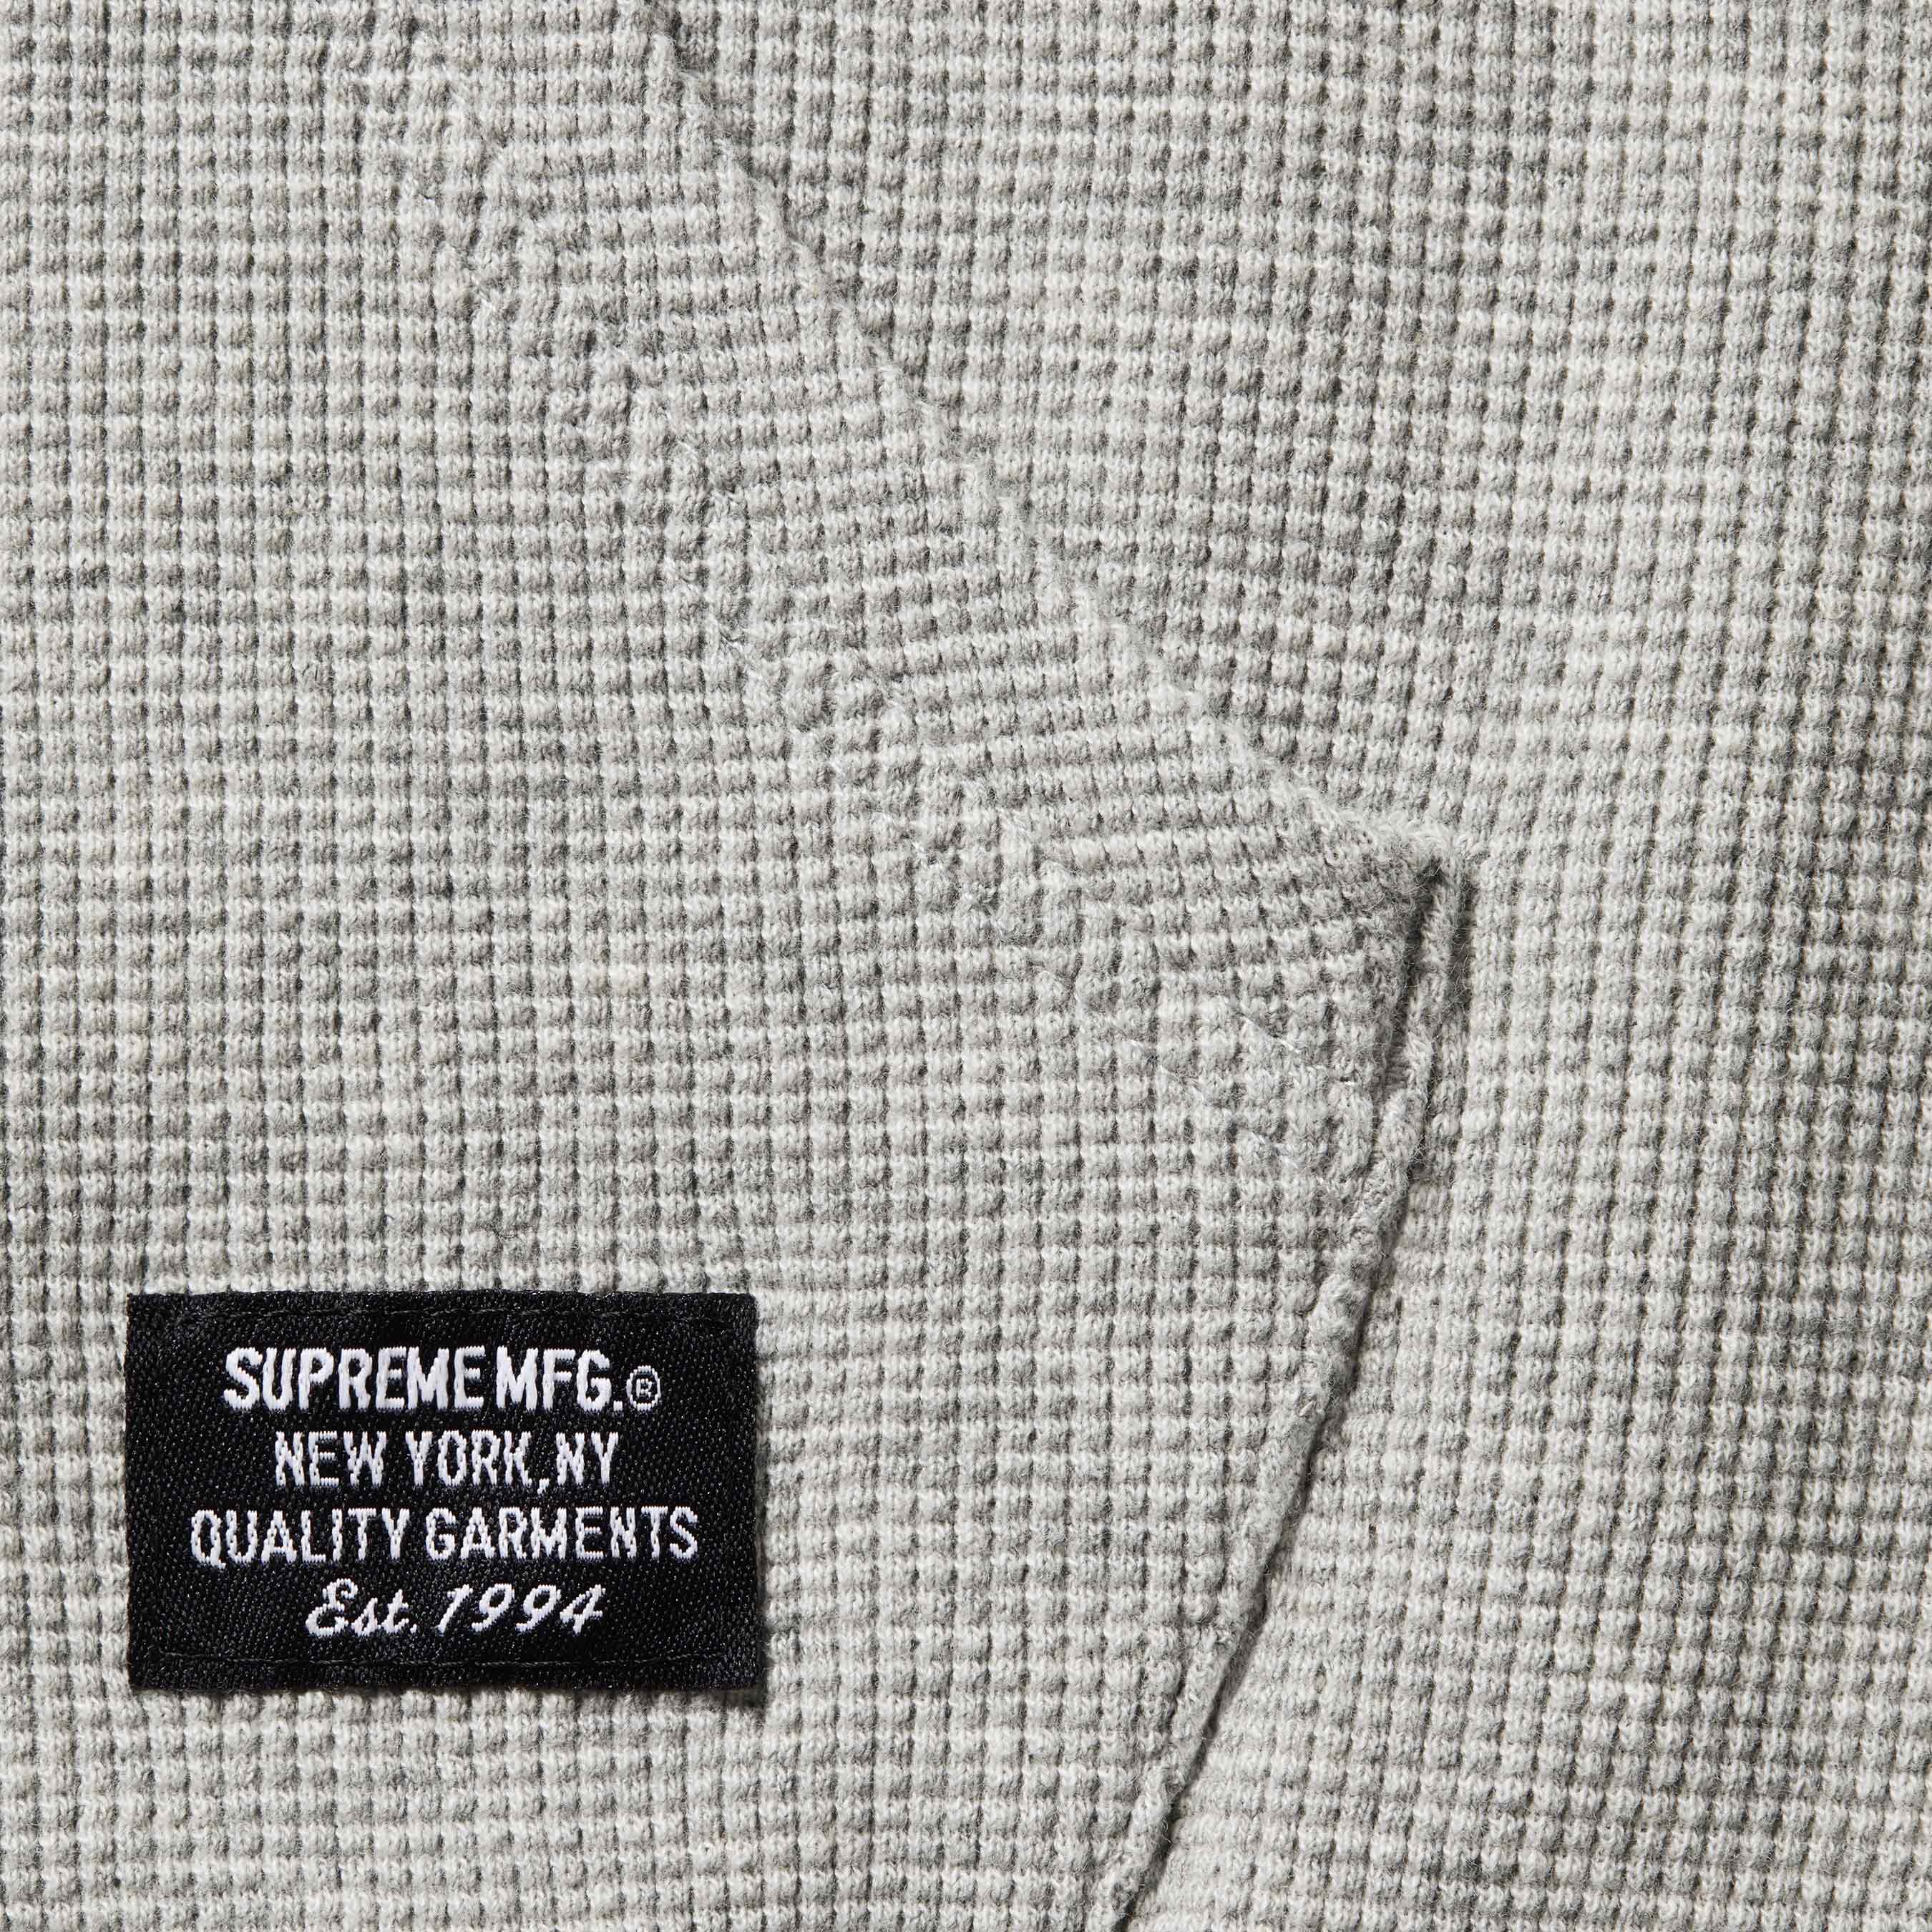 SUPREME MFG.®
NEW YORK, NY
QUALITY GARMENTS
Est. 1994